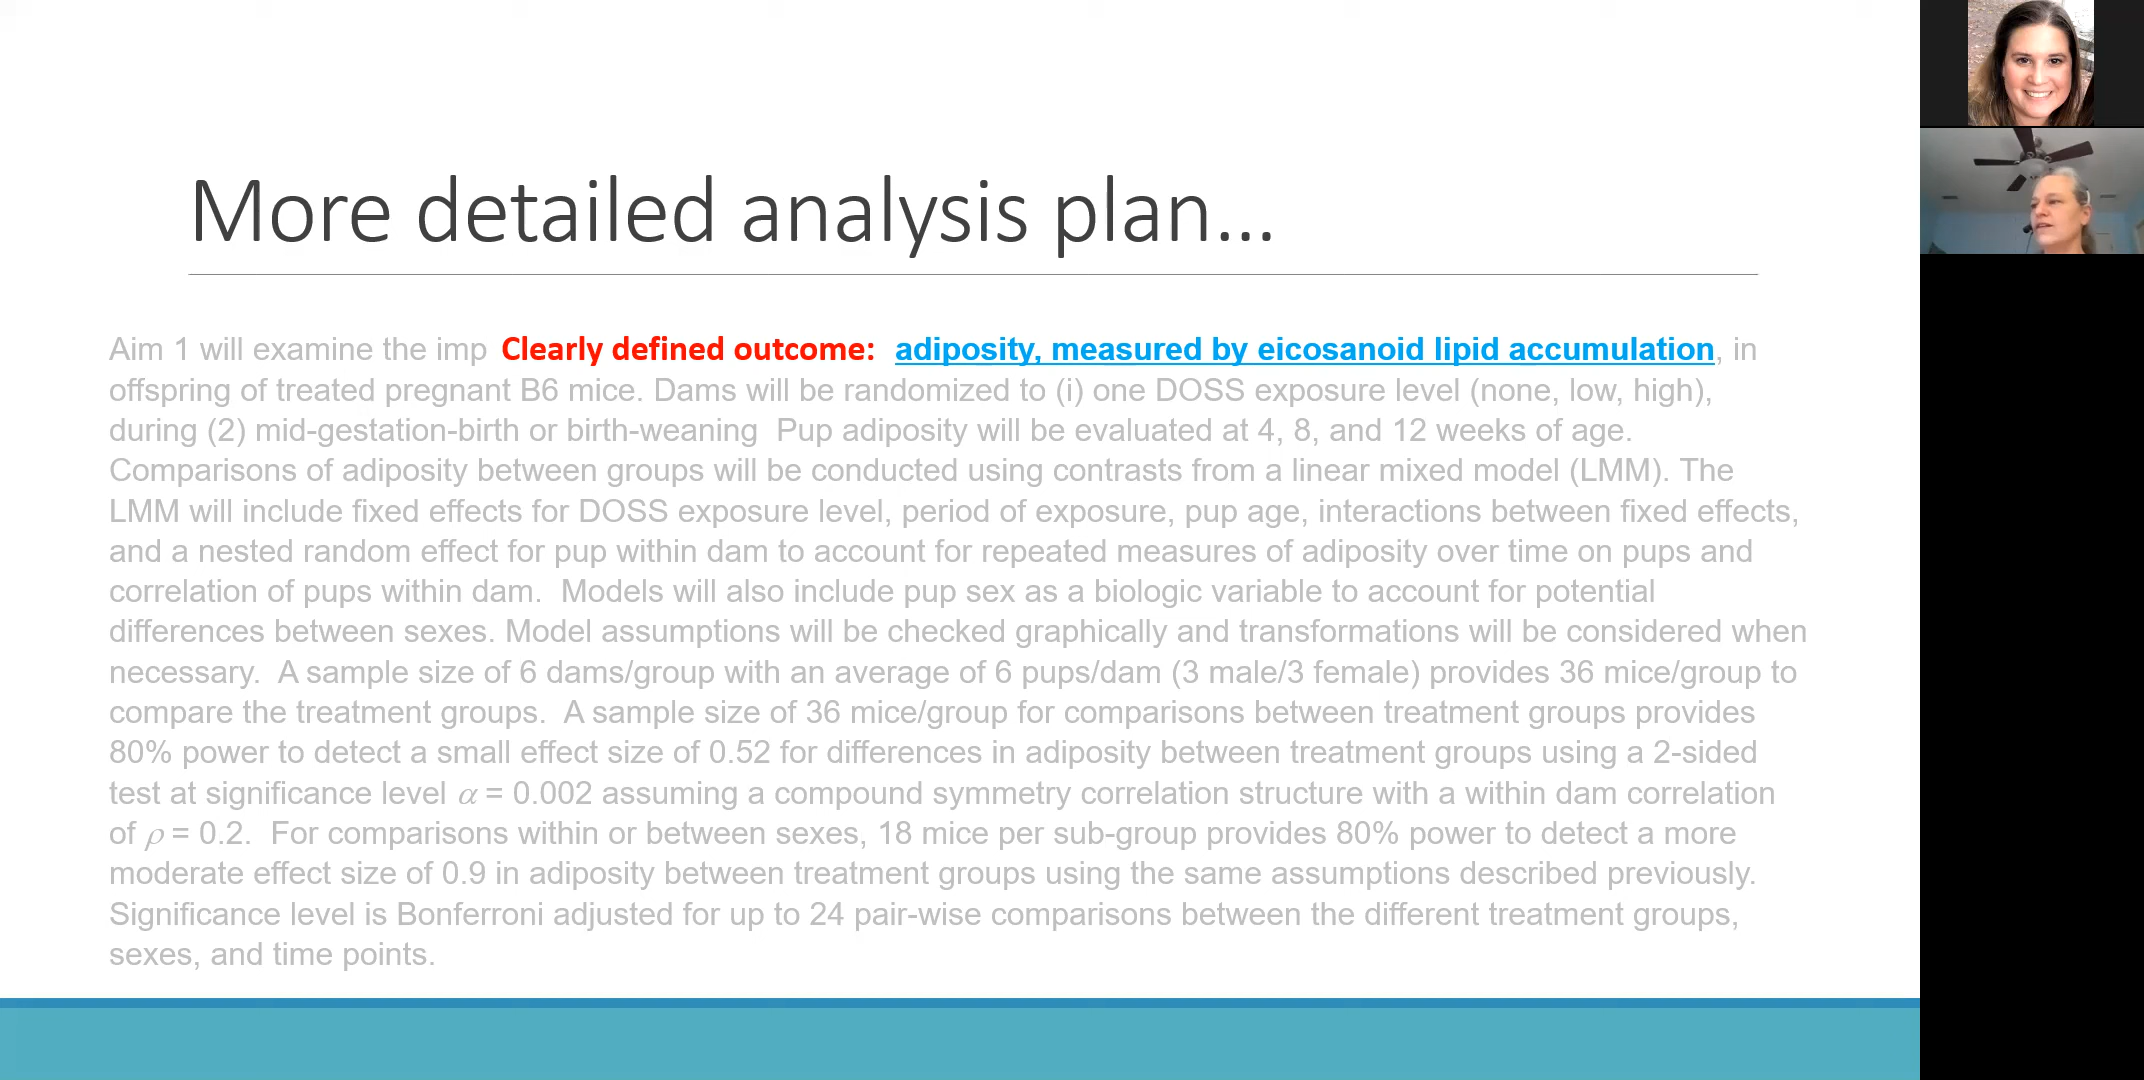 More detailed analysis plan...
Aim 1 will examine the imp Clearly defined outcome: adiposity, measured by eicosanoid lipid accumulation, in
offspring of treated pregnant B6 mice. Dams will be randomized to (i) one DOSS exposure level (none, low, high),
during (2) mid-gestation-birth or birth-weaning  Pup adiposity will be evaluated at 4, 8, and 12 weeks of age.
Comparisons of adiposity between groups will be conducted using contrasts from a linear mixed model (LMM). The
LMM will include fixed effects for DOSS exposure level, period of exposure, pup age, interactions between fixed effects,
and a nested random effect for pup within dam to account for repeated measures of adiposity over time on pups and
correlation of pups within dam.  Models will also include pup sex as a biologic variable to account for potential
differences between sexes. Model assumptions will be checked graphically and transformations will be considered when
necessary.  A sample size of 6 dams/group with an average of 6 pups/dam (3 male/3 female) provides 36 mice/group to
compare the treatment groups.  A sample size of 36 mice/group for comparisons between treatment groups provides
80% power to detect a small effect size of 0.52 for differences in adiposity between treatment groups using a 2-sided
test at significance level α = 0.002 assuming a compound symmetry correlation structure with a within dam correlation
of ρ = 0.2.  For comparisons within or between sexes, 18 mice per sub-group provides 80% power to detect a more
moderate effect size of 0.9 in adiposity between treatment groups using the same assumptions described previously.
Significance level is Bonferroni adjusted for up to 24 pair-wise comparisons between the different treatment groups,
sexes, and time points.